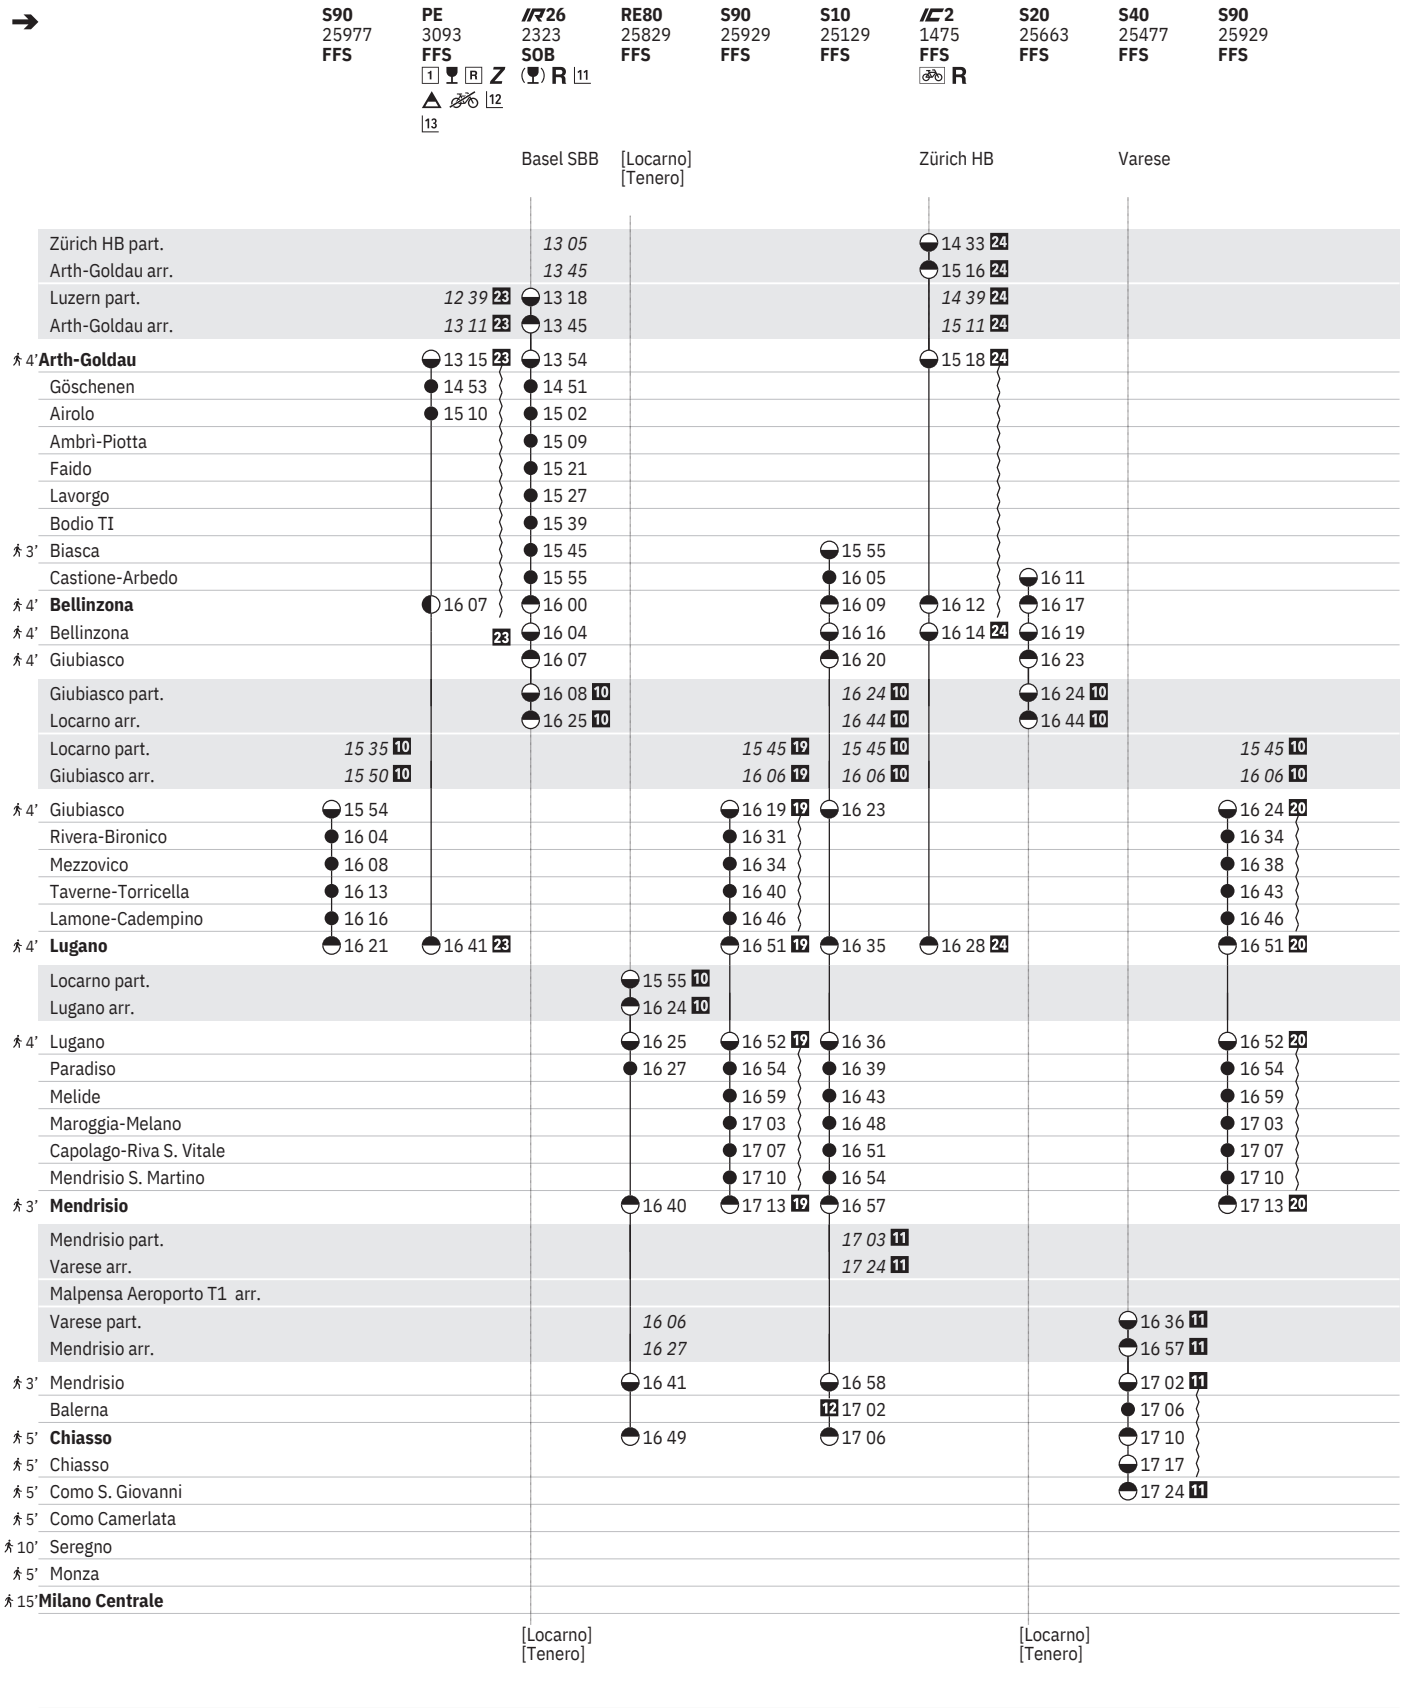 S90 PE IR26 RE80 S90 S10 IC2 S20 S40 S90
25977 3093 2323 25829 25929 25129 1475 25663 25477 25929
FFS FFS SOB FFS FFS FFS FFS FFS FFS FFS
1 R Z ( ) R 11 R
12
13
Basel SBB [Locarno] Zürich HB Varese
[Tenero]
Zürich HB part. 13 05 14 33 24
Arth-Goldau arr. 13 45 15 16 24
Luzern part. 12 39 23 13 18 14 39 24
Arth-Goldau arr. 13 11 23 13 45 15 11 24
4' Arth-Goldau 13 15 23 13 54 15 18 24
Göschenen 14 53 14 51
Airolo 15 10 15 02
Ambrì-Piotta 15 09
Faido 15 21
Lavorgo 15 27
Bodio TI 15 39
3' Biasca 15 45 15 55
Castione-Arbedo 15 55 16 05 16 11
4' Bellinzona 16 07 16 00 16 09 16 12 16 17
4' Bellinzona 23 16 04 16 16 16 14 24 16 19
4' Giubiasco 16 07 16 20 16 23
Giubiasco part. 16 08 10 16 24 10 16 24 10
Locarno arr. 16 25 10 16 44 10 16 44 10
Locarno part. 15 35 10 15 45 19 15 45 10 15 45 10
Giubiasco arr. 15 50 10 16 06 19 16 06 10 16 06 10
4' Giubiasco 15 54 16 19 19 16 23 16 24 20
Rivera-Bironico 16 04 16 31 16 34
Mezzovico 16 08 16 34 16 38
Taverne-Torricella 16 13 16 40 16 43
Lamone-Cadempino 16 16 16 46 16 46
4' Lugano 16 21 16 41 23 16 51 19 16 35 16 28 24 16 51 20
Locarno part. 15 55 10
Lugano arr. 16 24 10
4' Lugano 16 25 16 52 19 16 36 16 52 20
Paradiso 16 27 16 54 16 39 16 54
Melide 16 59 16 43 16 59
Maroggia-Melano 17 03 16 48 17 03
Capolago-Riva S. Vitale 17 07 16 51 17 07
Mendrisio S. Martino 17 10 16 54 17 10
3' Mendrisio 16 40 17 13 19 16 57 17 13 20
Mendrisio part. 17 03 11
Varese arr. 17 24 11
Malpensa Aeroporto T1 arr.
Varese part. 16 06 16 36 11
Mendrisio arr. 16 27 16 57 11
3' Mendrisio 16 41 16 58 17 02 11
Balerna 12 17 02 17 06
5' Chiasso 16 49 17 06 17 10
5' Chiasso 17 17
5' Como S. Giovanni 17 24 11
5' Como Camerlata
10' Seregno
5' Monza
15' Milano Centrale
[Locarno] [Locarno]
[Tenero] [Tenero]